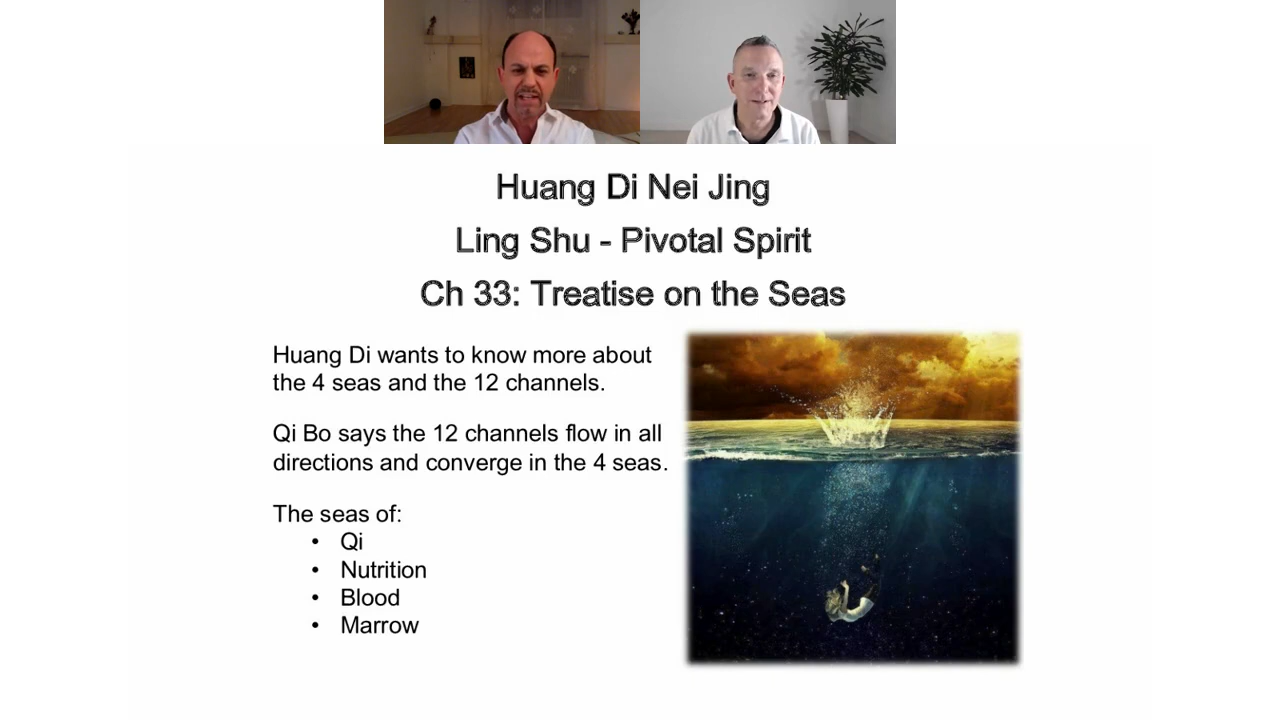 Huang Di Nei Jing
Ling Shu - Pivotal Spirit
Ch 33: Treatise on the Seas
Huang Di wants to know more about
the 4 seas and the 12 channels.
Qi Bo says the 12 channels flow in all
directions and converge in the 4 seas.
The seas of:
• Qi
• Nutrition
• Blood
• Marrow